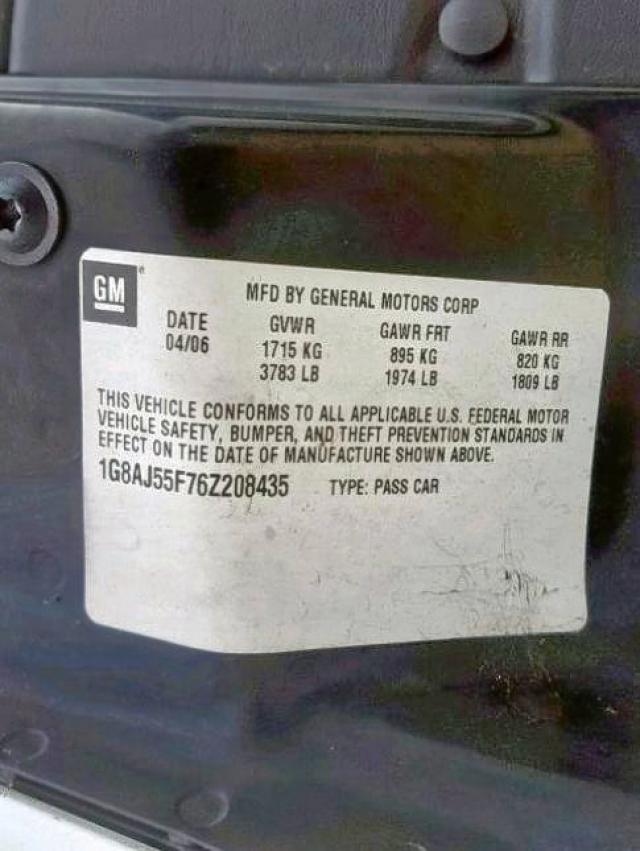 GM
MFD BY GENERAL MOTORS CORP
DATE GVWR GAWR FRT GAWR RR
04/06 1715 KG 895 KG 820 KG
3783 LB 1974 LB 1809 LB
THIS VEHICLE CONFORMS TO ALL APPLICABLE U.S. FEDERAL MOTOR
VEHICLE SAFETY, BUMPER, AND THEFT PREVENTION STANDARDS IN
EFFECT ON THE DATE OF MANUFACTURE SHOWN ABOVE.
1G8AJ55F76Z208435 TYPE: PASS CAR